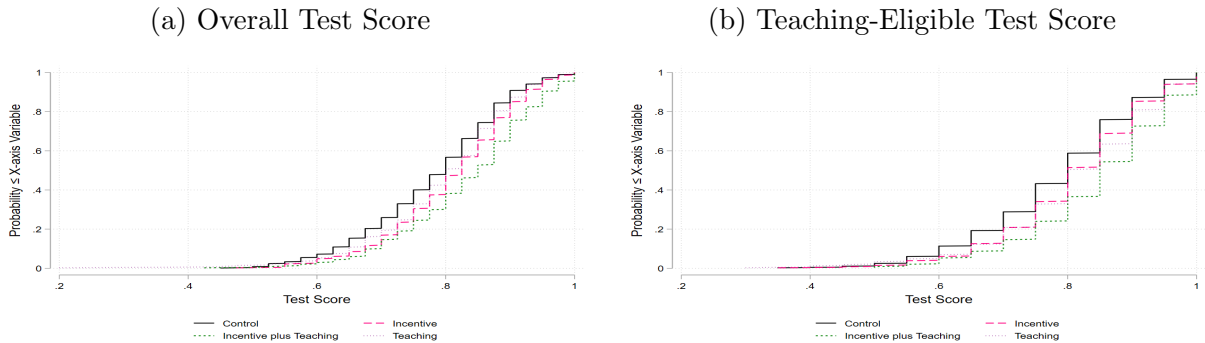 (a) Overall Test Score
Probability ≤ X-axis Variable
1
.8
.6
.4
.2
0
.2
.4
.6
.8
1
Test Score
Control
Incentive
Incentive plus Teaching
Teaching
(b) Teaching-Eligible Test Score
Probability ≤ X-axis Variable
1
.8
.6
.4
.2
0
.2
.4
.6
.8
1
Test Score
Control
Incentive
Incentive plus Teaching
Teaching